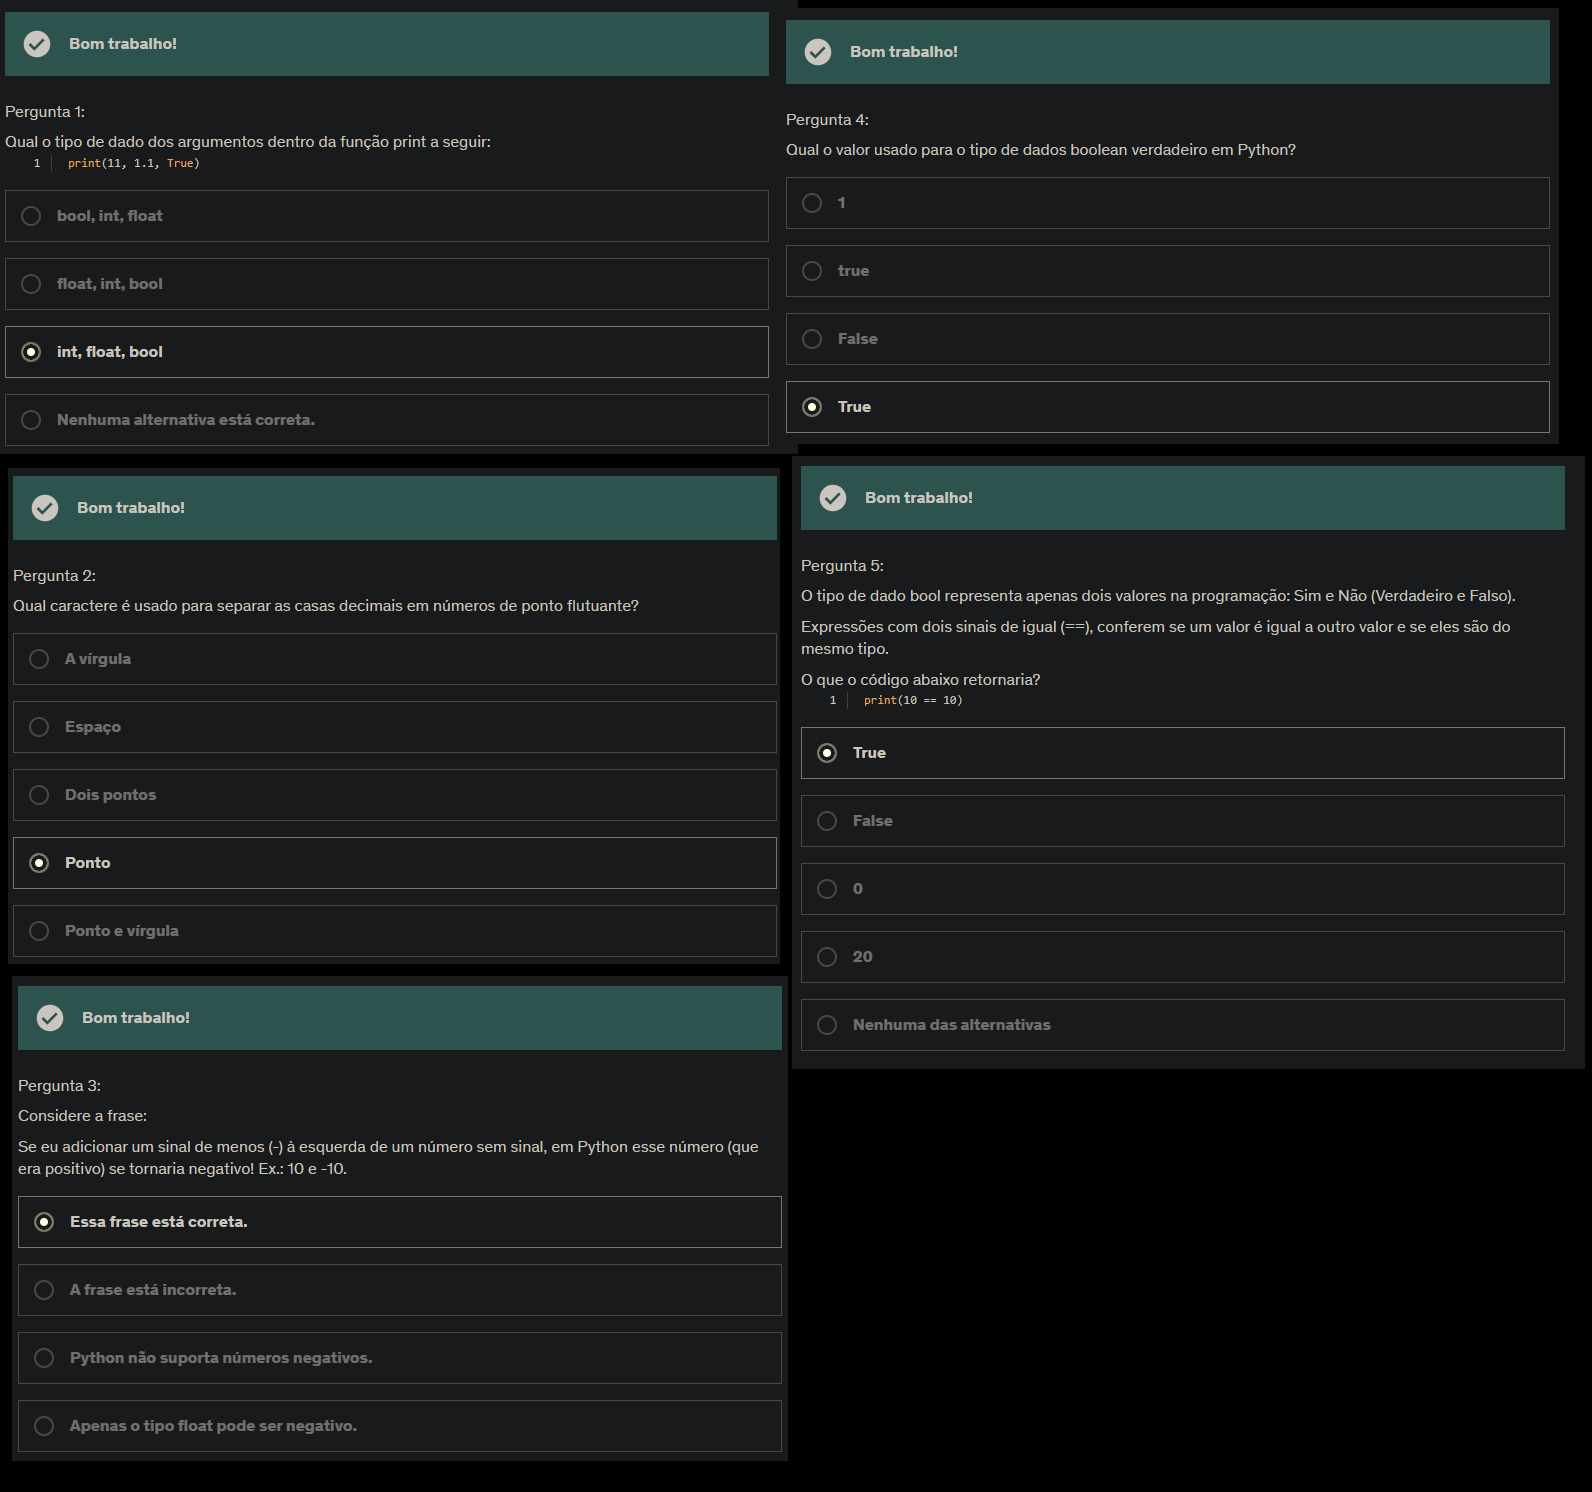 Bom trabalho!
Pergunta 1:
Qual o tipo de dado dos argumentos dentro da função print a seguir:
1 print(11, 1.1, True)
bool, int, float
float, int, bool
int, float, bool
Nenhuma alternativa está correta.
Bom trabalho!
Pergunta 2:
Qual caractere é usado para separar as casas decimais em números de ponto flutuante?
A vírgula
Espaço
Dois pontos
Ponto
Ponto e vírgula
Bom trabalho!
Pergunta 3:
Considere a frase:
Se eu adicionar um sinal de menos (-) à esquerda de um número sem sinal, em Python esse número (que
era positivo) se tornaria negativo! Ex.: 10 e -10.
Essa frase está correta.
A frase está incorreta.
Python não suporta números negativos.
Apenas o tipo float pode ser negativo.
Bom trabalho!
Pergunta 4:
Qual o valor usado para o tipo de dados boolean verdadeiro em Python?
1
true
False
True
Bom trabalho!
Pergunta 5:
O tipo de dado bool representa apenas dois valores na programação: Sim e Não (Verdadeiro e Falso).
Expressões com dois sinais de igual (==), conferem se um valor é igual a outro valor e se eles são do
mesmo tipo.
O que o código abaixo retornaria?
1 print(10 == 10)
True
False
0
20
Nenhuma das alternativas